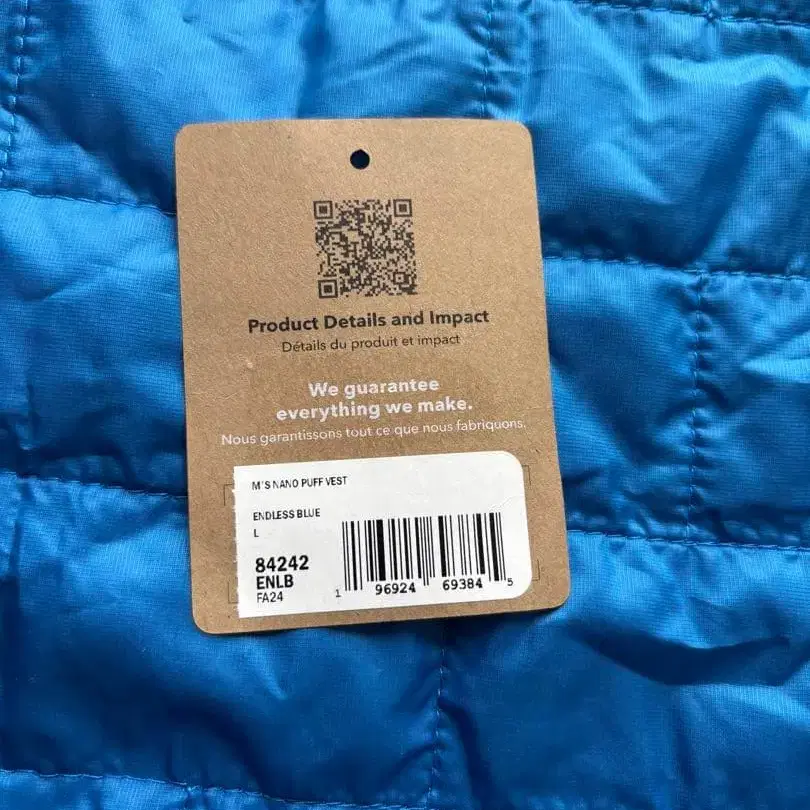 Product Details and Impact
Détails du produit et impact
We guarantee
everything we make.
Nous garantissons tout ce que nous fabriquons.
M'S NANO PUFF VEST
ENDLESS BLUE
L
84242
ENLB
FA24
1 96924 69384 5